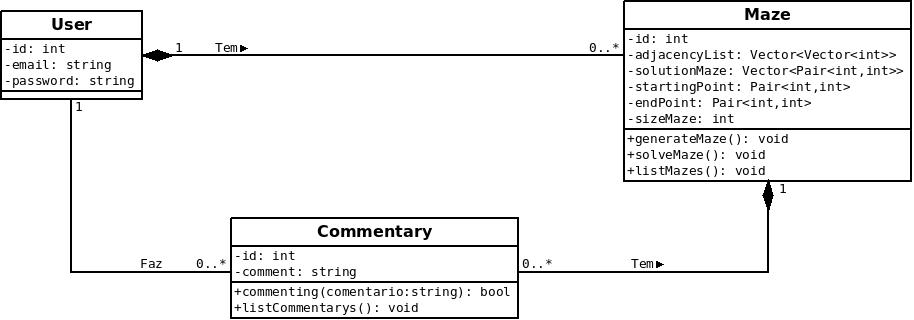 User
-id: int
-email: string
-password: string
1
Tem
0..*
Maze
-id: int
-adjacencyList: Vector<Vector<int>>
-solutionMaze: Vector<Pair<int,int>>
-startingPoint: Pair<int,int>
-endPoint: Pair<int,int>
-sizeMaze: int
+generateMaze(): void
+solveMaze(): void
+listMazes(): void
1
1
Faz
0..*
Commentary
-id: int
-comment: string
+commenting(comentario:string): bool
+listCommentarys(): void
0..*
Tem